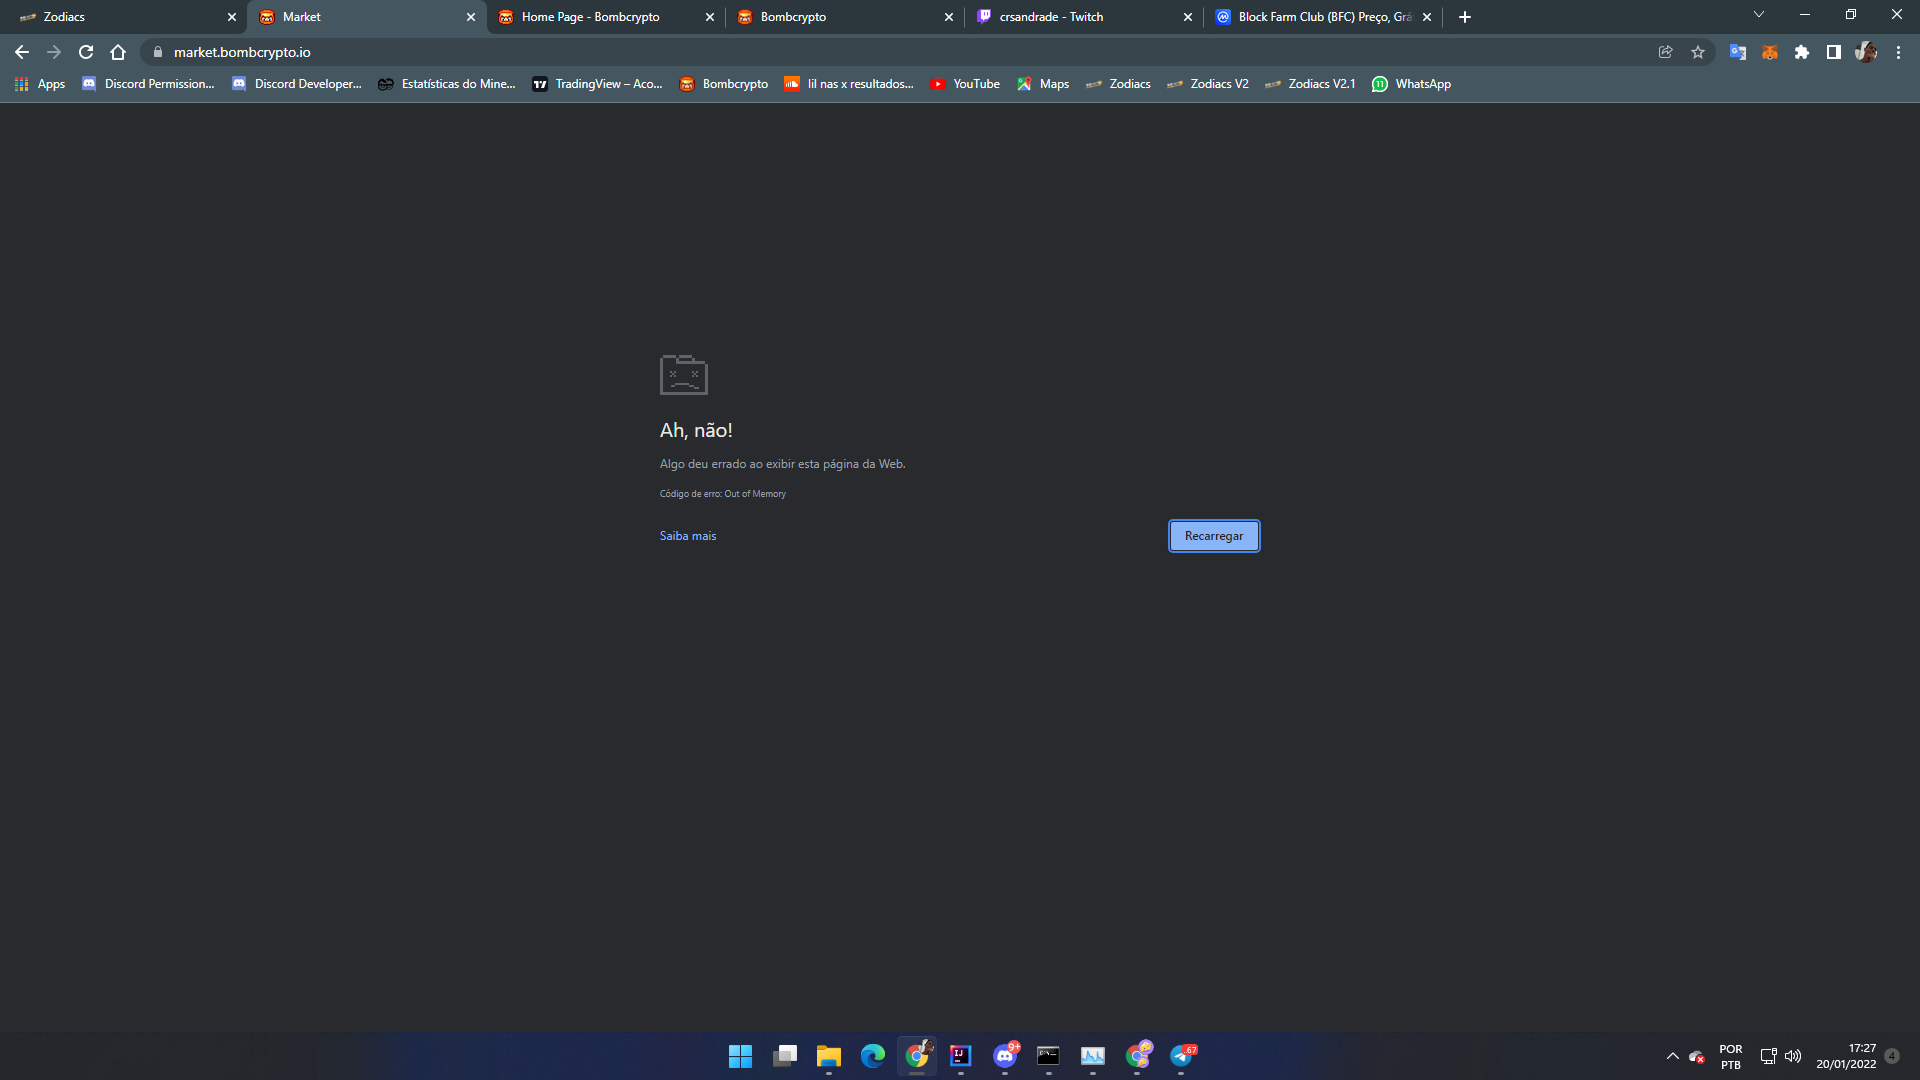 Zodiacs
Market
Home Page - Bombcrypto
Bombcrypto
crsandrade - Twitch
Block Farm Club (BFC) Preço, Grá
market.bombcrypto.io
Apps
Discord Permission...
Discord Developer...
Estatísticas do Mine...
TradingView – Aco...
Bombcrypto
lil nas x resultados...
YouTube
Maps
Zodiacs
Zodiacs V2
Zodiacs V2.1
11
WhatsApp
Ah, não!
Algo deu errado ao exibir esta página da Web.
Código de erro: Out of Memory
Saiba mais
Recarregar
IJ
9+
67
POR
PTB
17:27
20/01/2022
4